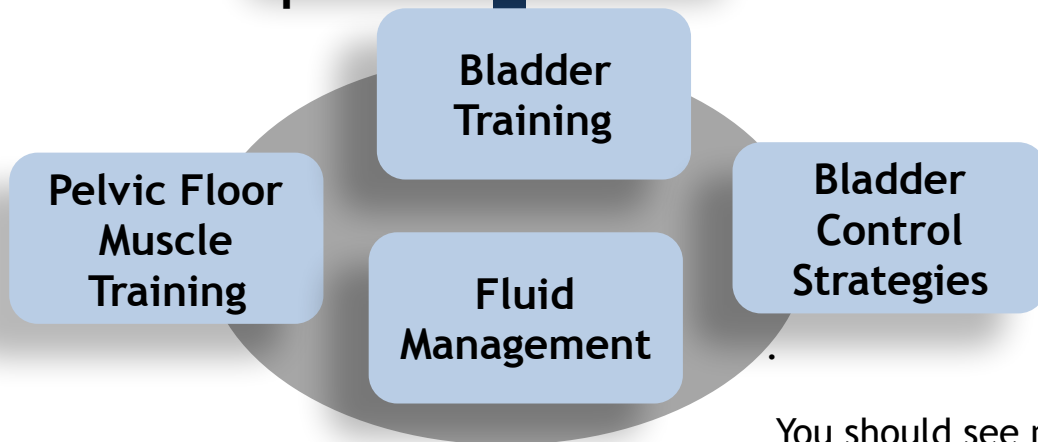 Bladder
Training
Pelvic Floor
Muscle
Training
Bladder
Control
Strategies
Fluid
Management
.
You should see